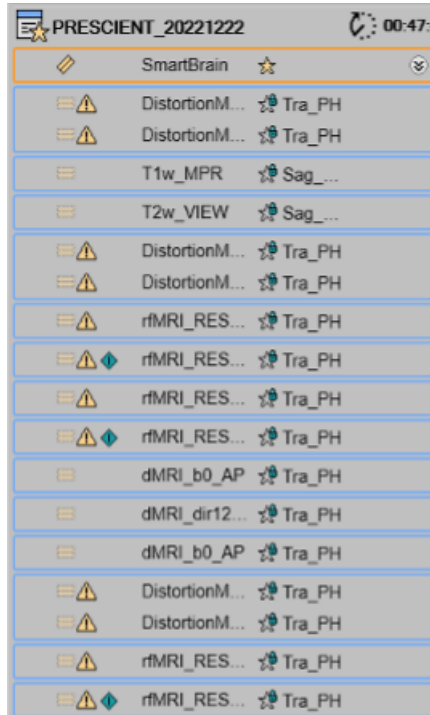 PRESCIENT_20221222 00:47:
SmartBrain
DistortionM... Tra_PH
DistortionM... Tra_PH
T1w_MPR Sag_...
T2w_VIEW Sag_...
DistortionM... Tra_PH
DistortionM... Tra_PH
rfMRI_RES... Tra_PH
rfMRI_RES... Tra_PH
rfMRI_RES... Tra_PH
rfMRI_RES... Tra_PH
dMRI_b0_AP Tra_PH
dMRI_dir12... Tra_PH
dMRI_b0_AP Tra_PH
DistortionM... Tra_PH
DistortionM... Tra_PH
rfMRI_RES... Tra_PH
rfMRI_RES... Tra_PH